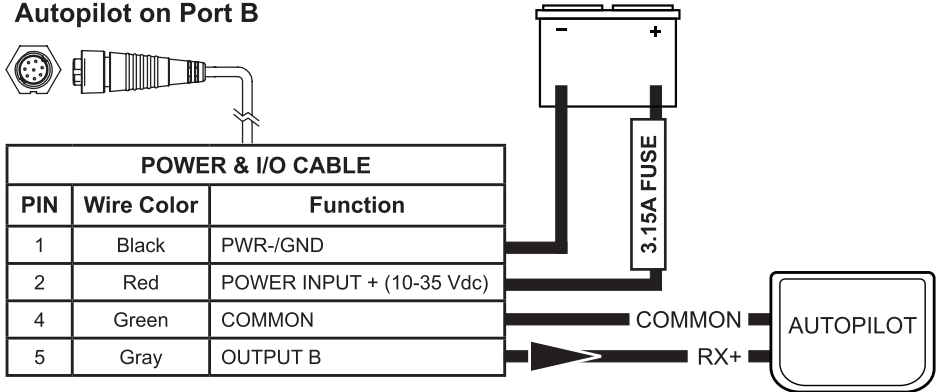 Autopilot on Port B
− +
POWER & I/O CABLE
PIN Wire Color Function
1 Black PWR-/GND
2 Red POWER INPUT + (10-35 Vdc)
4 Green COMMON
5 Gray OUTPUT B
3.15A FUSE
COMMON
RX+
AUTOPILOT